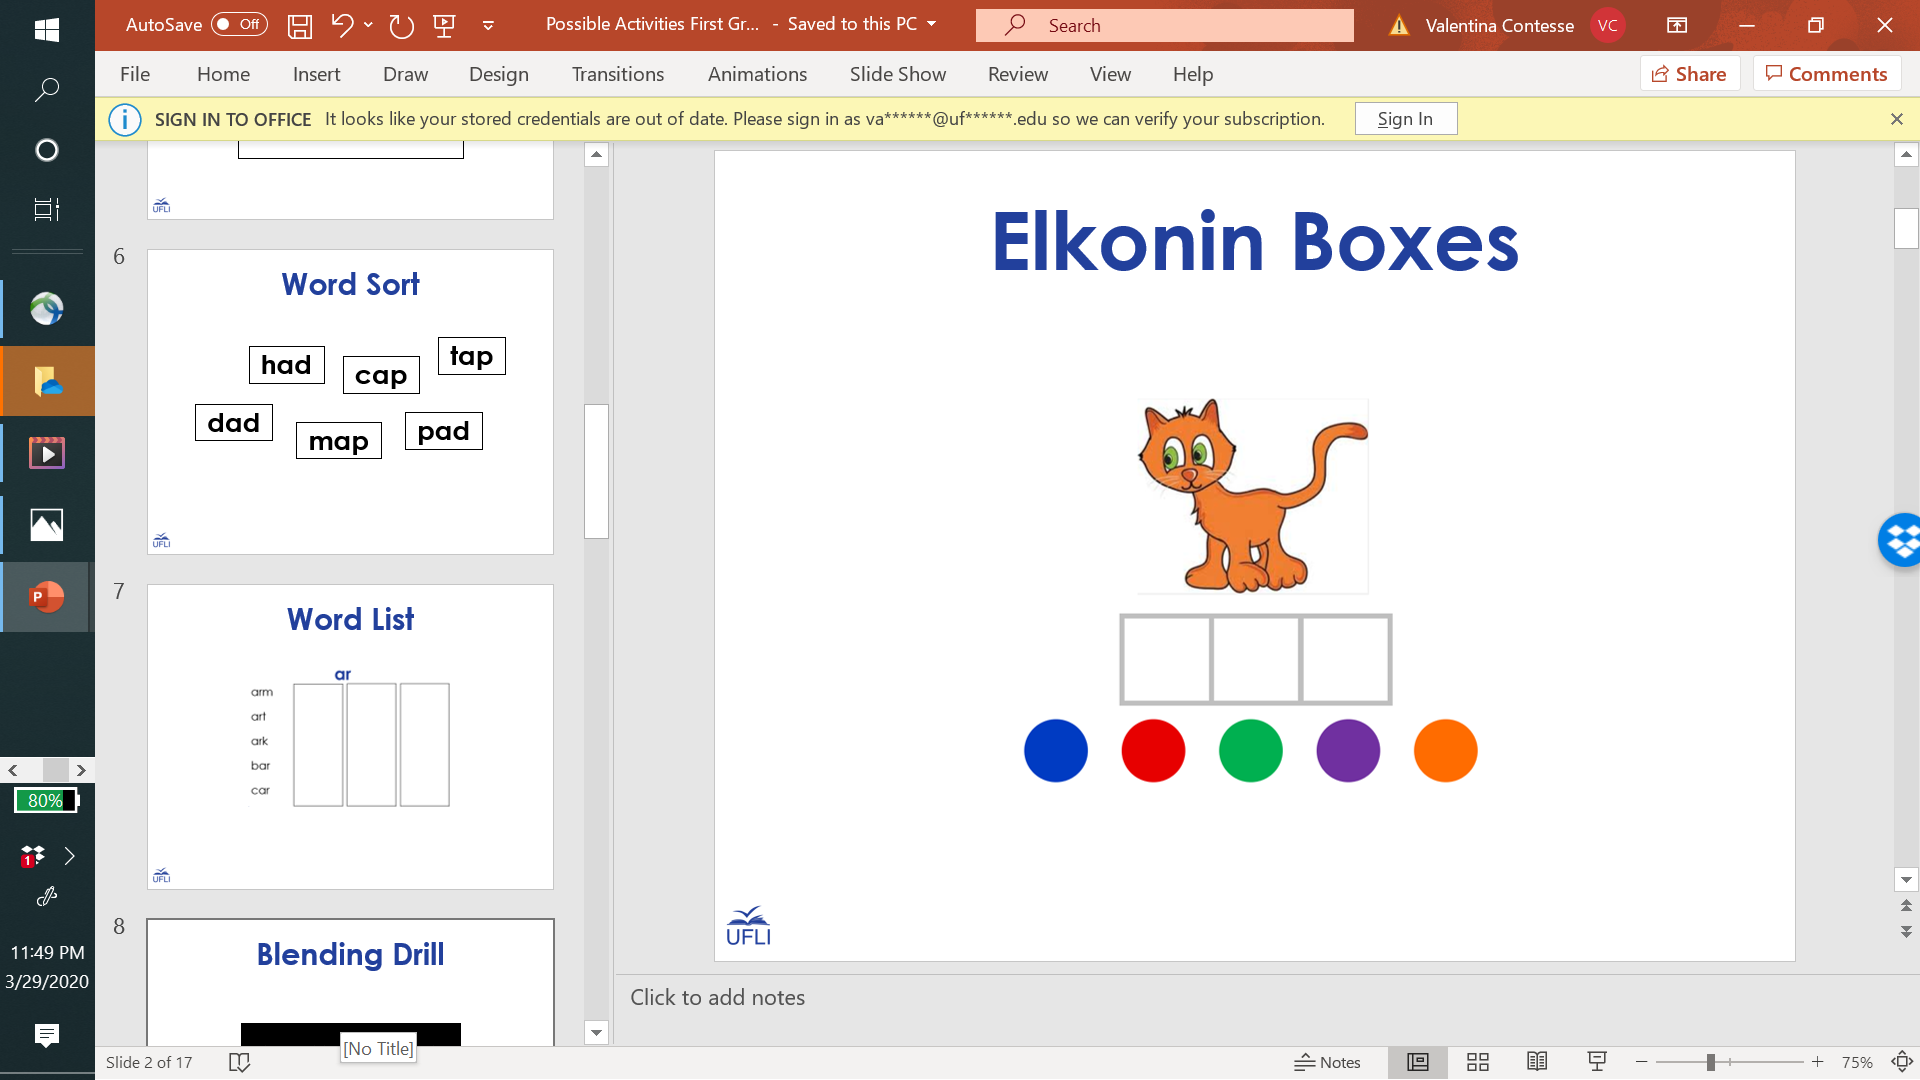 AutoSave Off
Possible Activities First Gr... - Saved to this PC
Search
Valentina Contesse
VC
File Home Insert Draw Design Transitions Animations Slide Show Review View Help
Share
Comments
SIGN IN TO OFFICE It looks like your stored credentials are out of date. Please sign in as va******@uf******.edu so we can verify your subscription.
Sign In
UFLI
6
Word Sort
had
cap
tap
dad
map
pad
UFLI
7
Word List
ar
arm
art
ark
bar
car
UFLI
8
Blending Drill
[No Title]
Elkonin Boxes
UFLI
Click to add notes
80%
1
11:49 PM
3/29/2020
P
Slide 2 of 17
Notes
75%